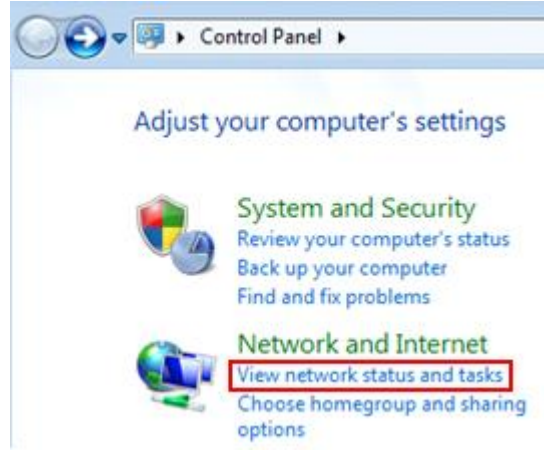 Control Panel
Adjust your computer's settings
System and Security
Review your computer's status
Back up your computer
Find and fix problems
Network and Internet
View network status and tasks
Choose homegroup and sharing
options